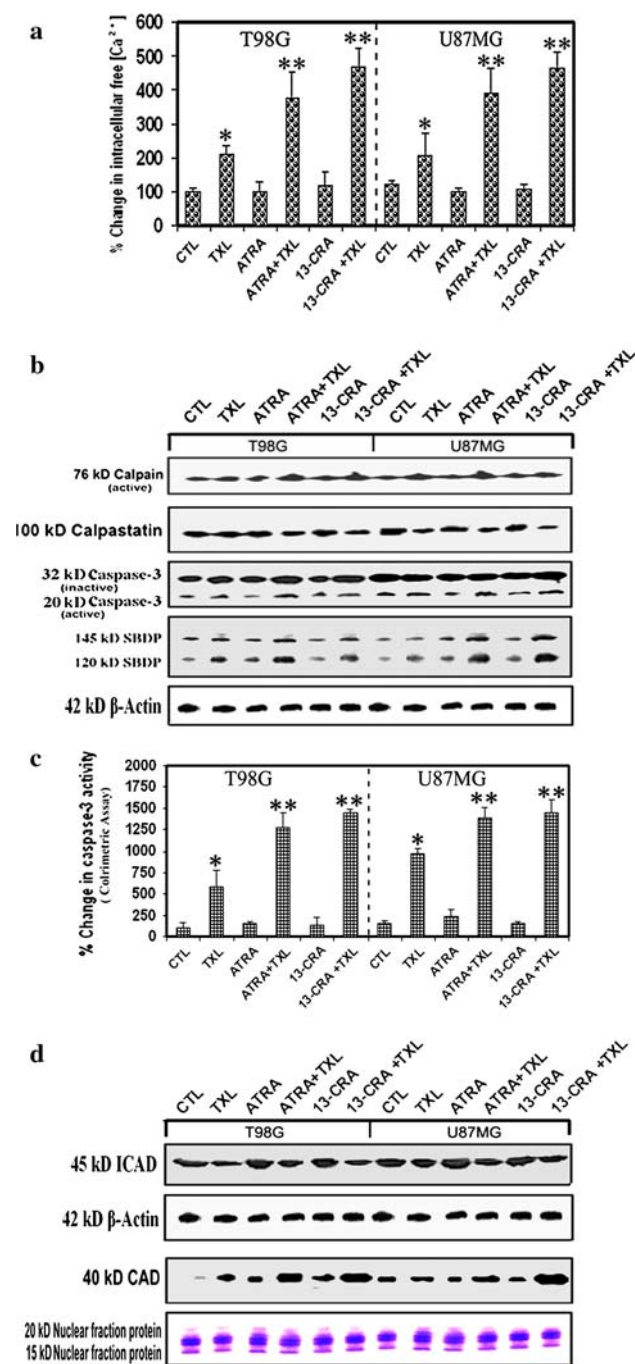 a
T98G
U87MG
% Change in intracellular free [Ca²⁺]
600
500
400
300
200
100
0
*
**
**
*
**
**
CTL
TXL
ATRA
ATRA+TXL
13-CRA
13-CRA +TXL
CTL
TXL
ATRA
ATRA+TXL
13-CRA
13-CRA +TXL
b
CTL
TXL
ATRA
ATRA+TXL
13-CRA
13-CRA +TXL
CTL
TXL
ATRA
ATRA+TXL
13-CRA
13-CRA +TXL
T98G
U87MG
76 kD Calpain
(active)
100 kD Calpastatin
32 kD Caspase-3
(inactive)
20 kD Caspase-3
(active)
145 kD SBDP
120 kD SBDP
42 kD β-Actin
c
T98G
U87MG
% Change in caspase-3 activity
( Colrimetric Assay)
2000
1750
1500
1250
1000
750
500
250
0
*
**
**
*
**
**
CTL
TXL
ATRA
ATRA+TXL
13-CRA
13-CRA +TXL
CTL
TXL
ATRA
ATRA+TXL
13-CRA
13-CRA +TXL
d
CTL
TXL
ATRA
ATRA+TXL
13-CRA
13-CRA +TXL
CTL
TXL
ATRA
ATRA+TXL
13-CRA
13-CRA +TXL
T98G
U87MG
45 kD ICAD
42 kD β-Actin
40 kD CAD
20 kD Nuclear fraction protein
15 kD Nuclear fraction protein